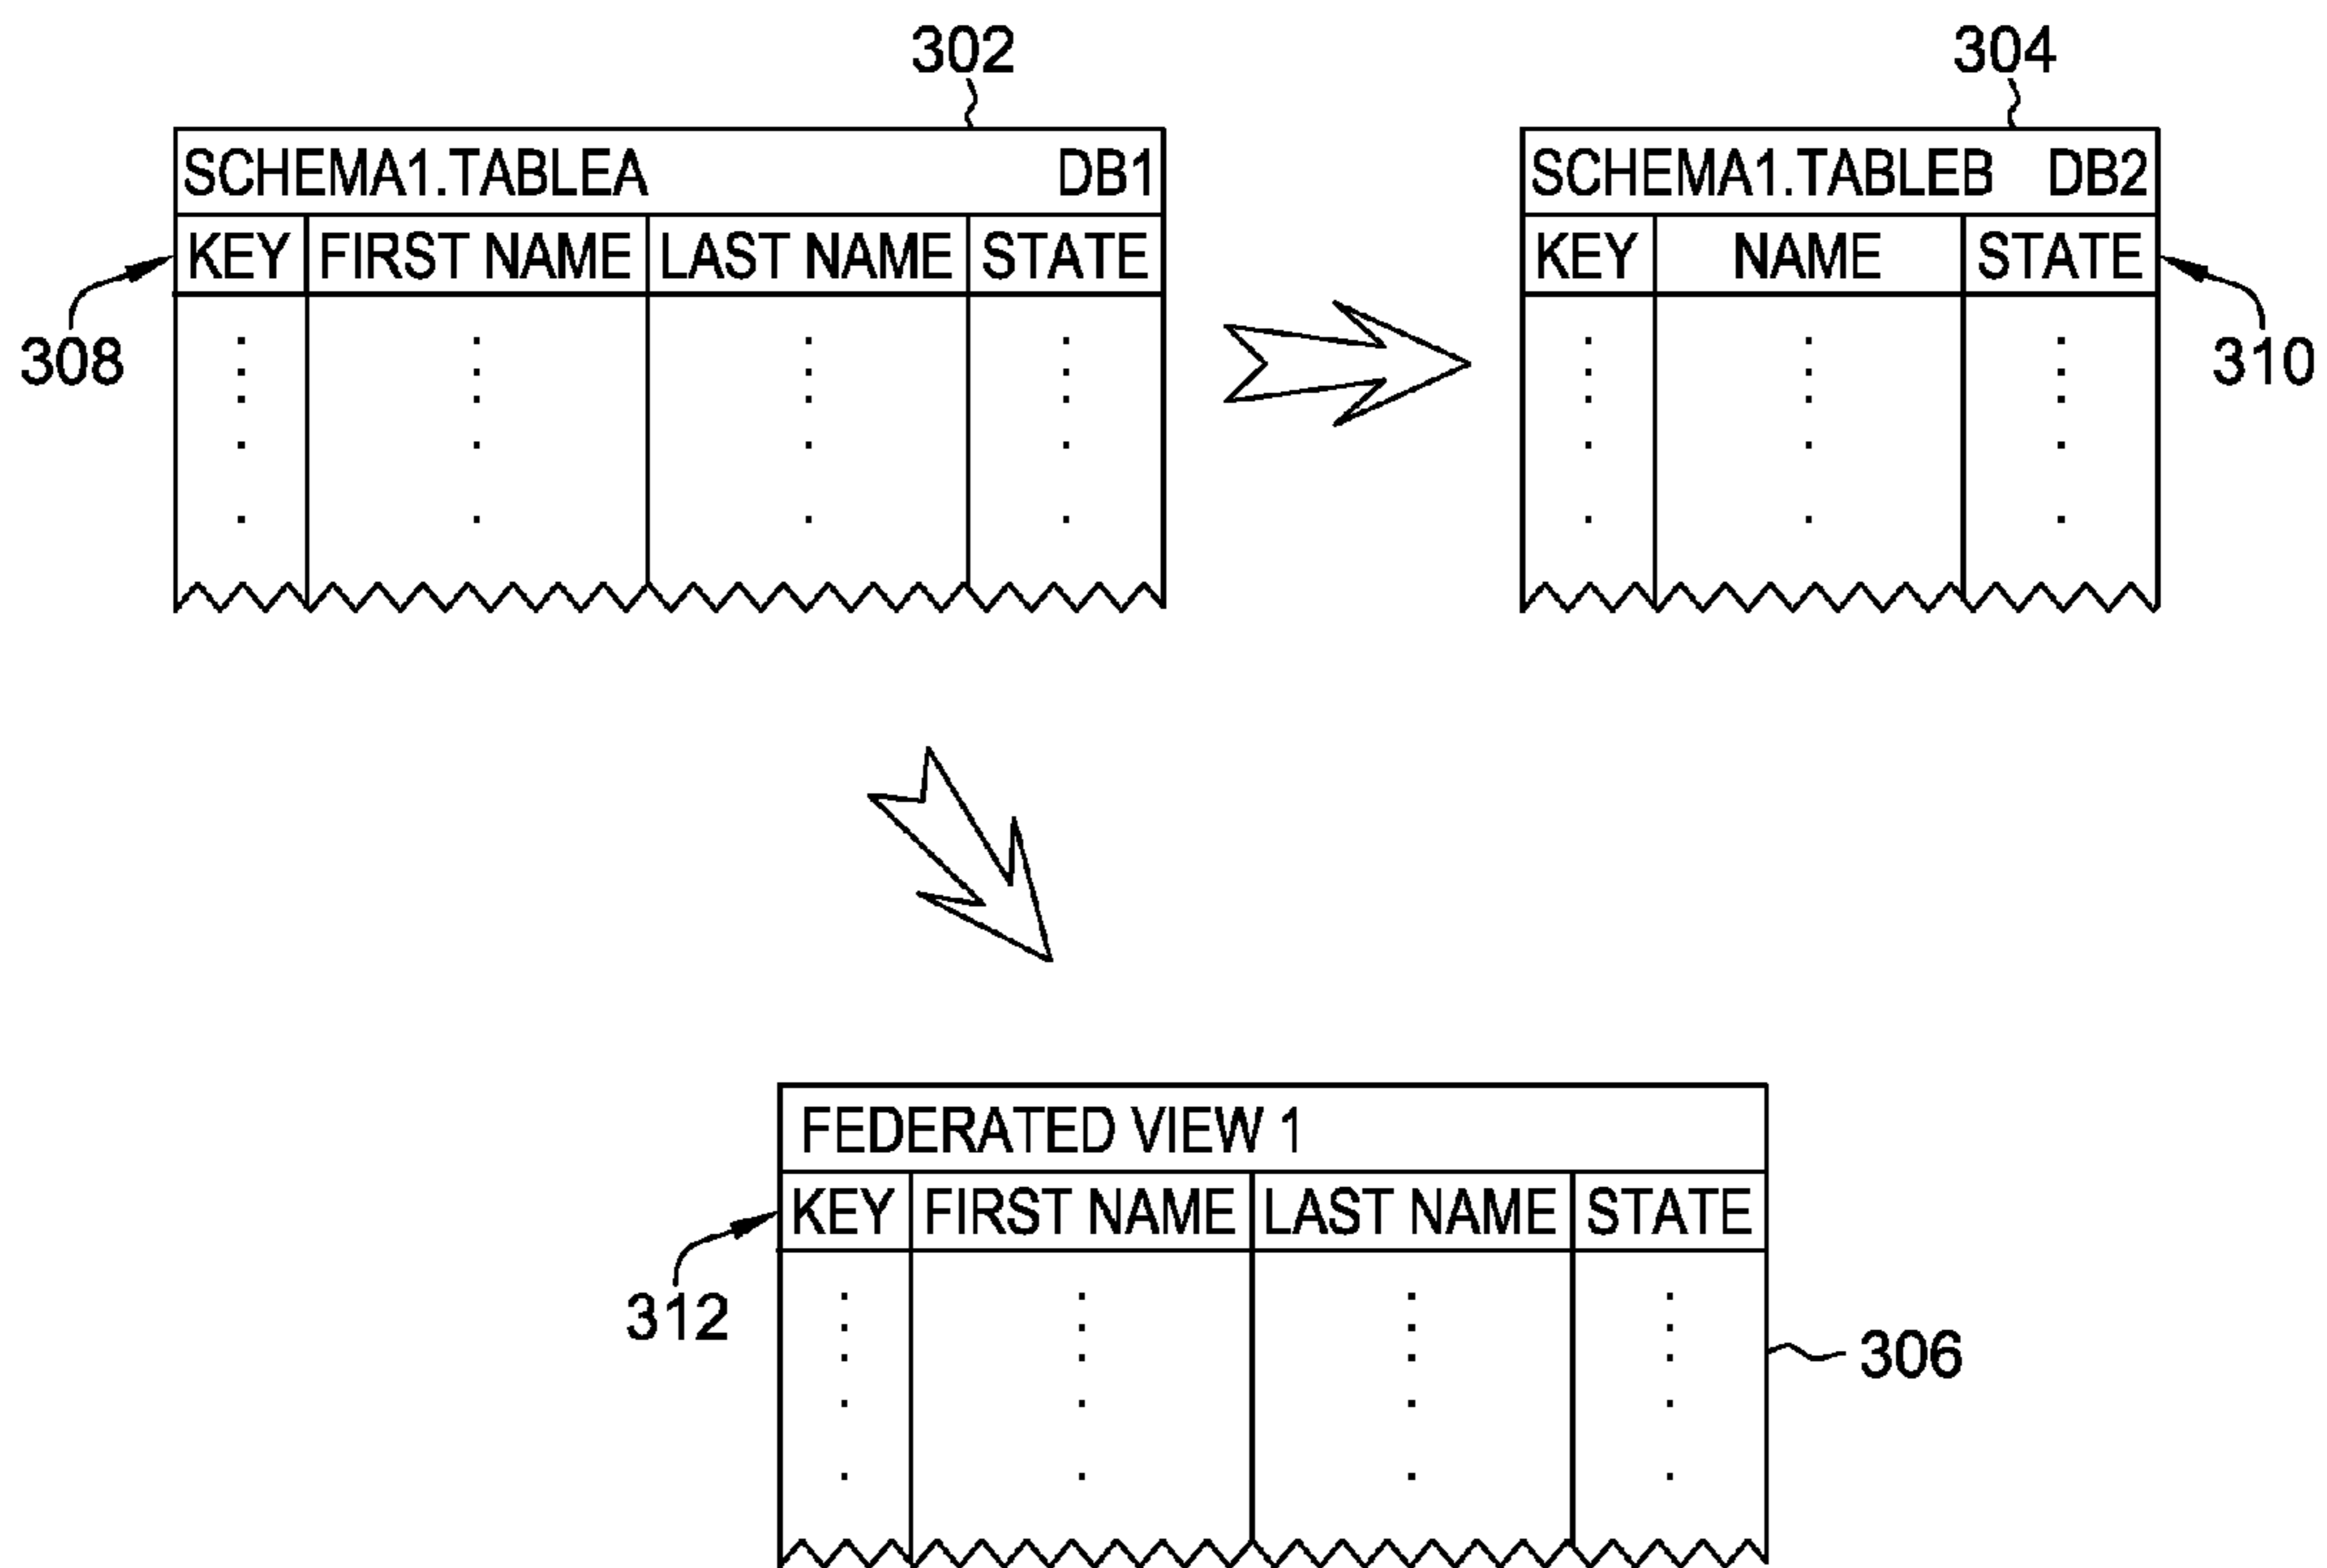 302
304
SCHEMA1.TABLEA DB1
SCHEMA1.TABLEB DB2
KEY FIRST NAME LAST NAME STATE
KEY NAME STATE
308
310
FEDERATED VIEW 1
KEY FIRST NAME LAST NAME STATE
312
306